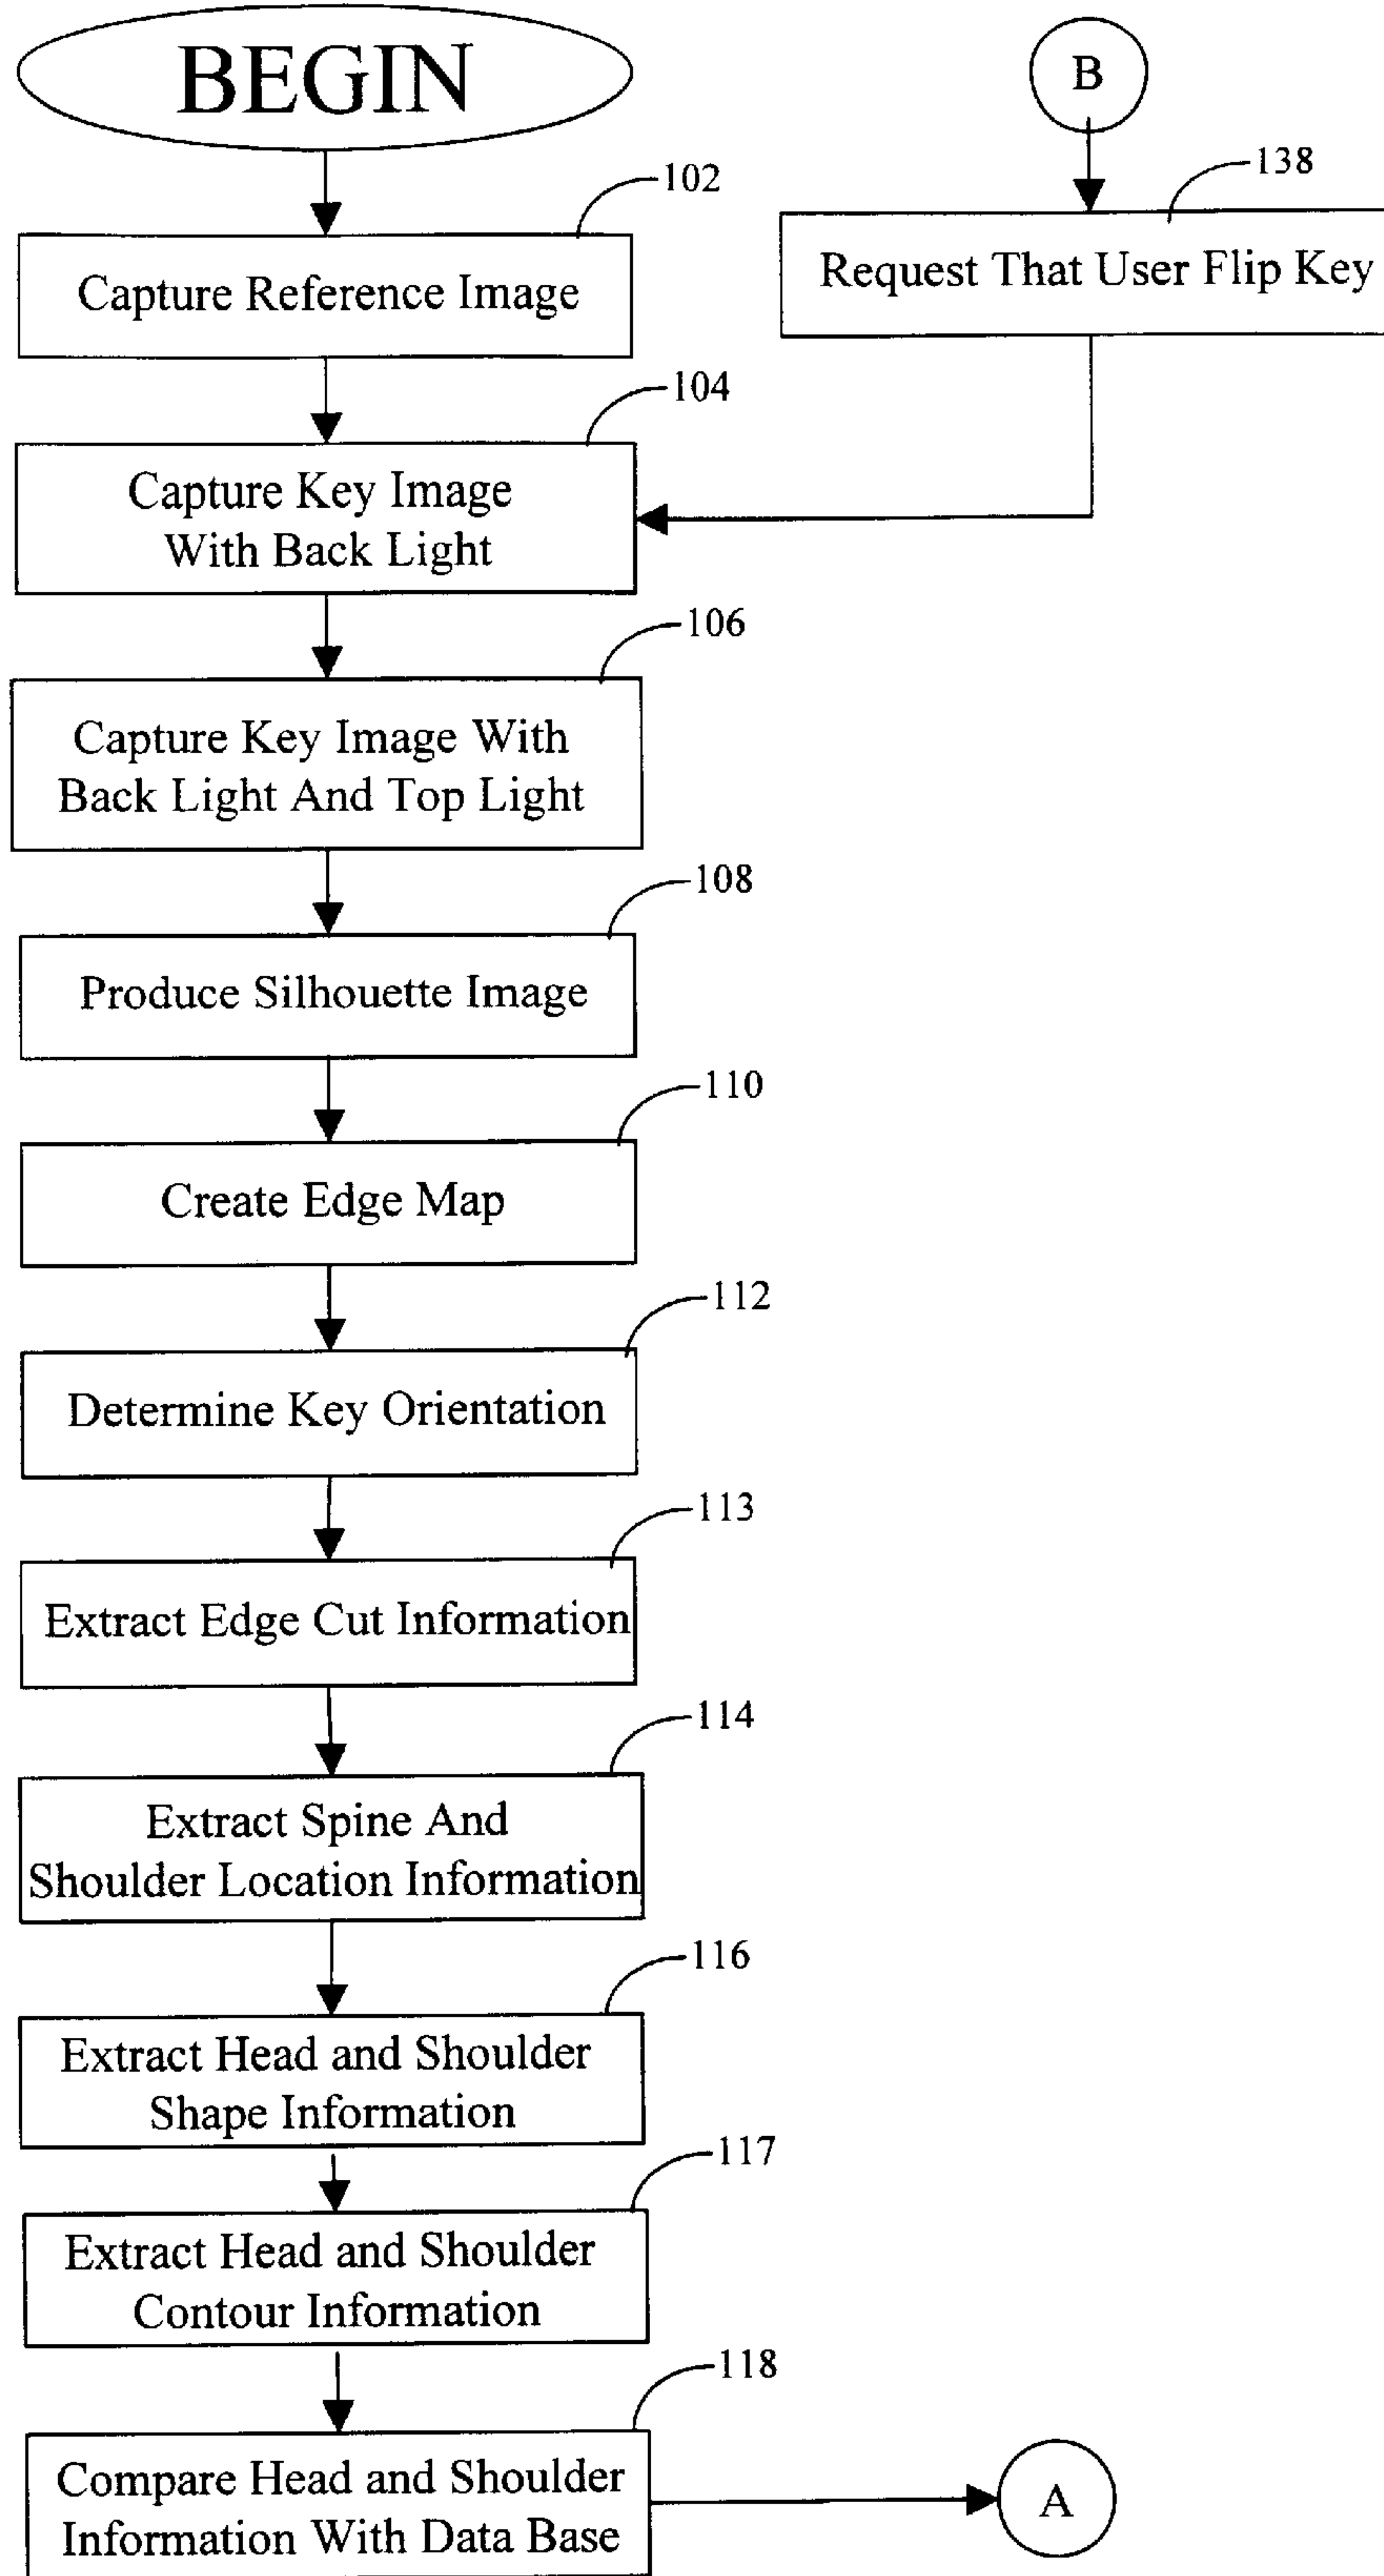 BEGIN
B
102
138
Capture Reference Image
Request That User Flip Key
104
Capture Key Image
With Back Light
106
Capture Key Image With
Back Light And Top Light
108
Produce Silhouette Image
110
Create Edge Map
112
Determine Key Orientation
113
Extract Edge Cut Information
114
Extract Spine And
Shoulder Location Information
116
Extract Head and Shoulder
Shape Information
117
Extract Head and Shoulder
Contour Information
118
Compare Head and Shoulder
Information With Data Base
A